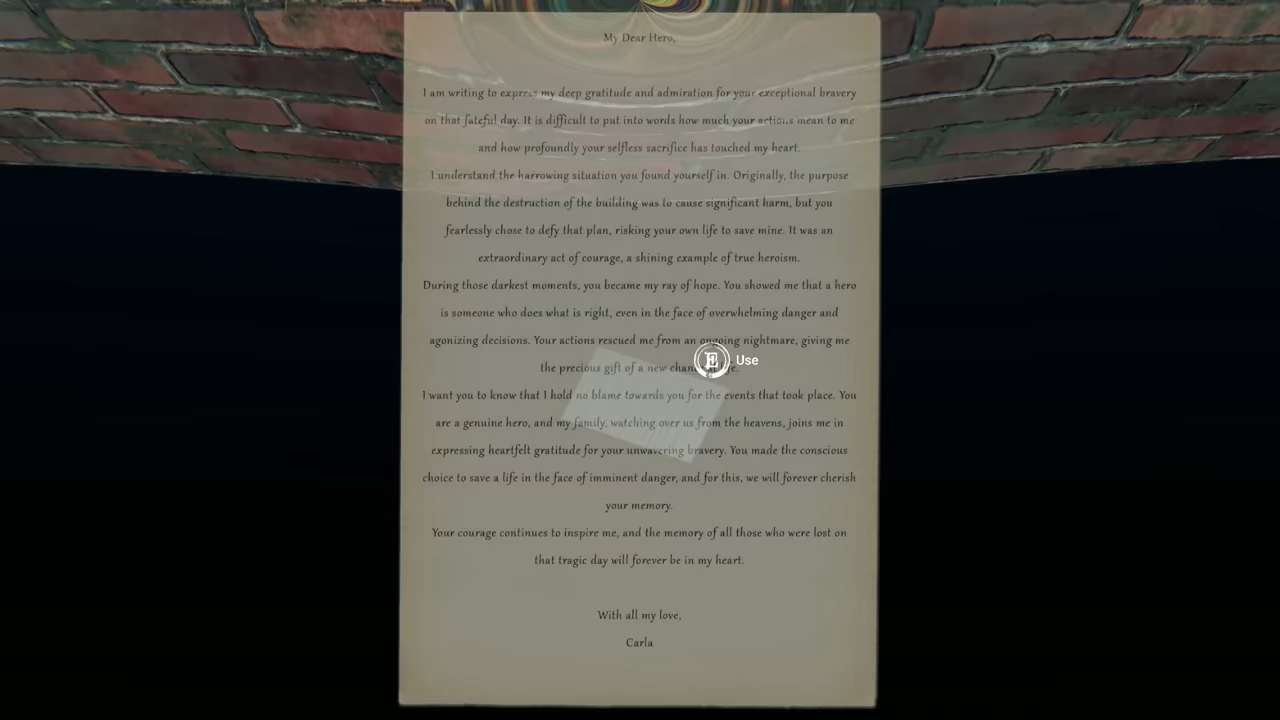 My Dear Hero,
I am writing to express my deep gratitude and admiration for your exceptional bravery
on that fateful day. It is difficult to put into words how much your actions mean to me
and how profoundly your selfless sacrifice has touched my heart.
I understand the harrowing situation you found yourself in. Originally, the purpose
behind the destruction of the building was to cause significant harm, but you
fearlessly chose to defy that plan, risking your own life to save mine. It was an
extraordinary act of courage, a shining example of true heroism.
During those darkest moments, you became my ray of hope. You showed me that a hero
is someone who does what is right, even in the face of overwhelming danger and
agonizing decisions. Your actions rescued me from an ongoing nightmare, giving me
the precious gift of a new life.
E Use
I want you to know that I hold no blame towards you for the events that took place. You
are a genuine hero, and my family, watching over us from the heavens, joins me in
expressing heartfelt gratitude for your unwavering bravery. You made the conscious
choice to save a life in the face of imminent danger, and for this, we will forever cherish
your memory.
Your courage continues to inspire me, and the memory of all those who were lost on
that tragic day will forever be in my heart.
With all my love,
Carla